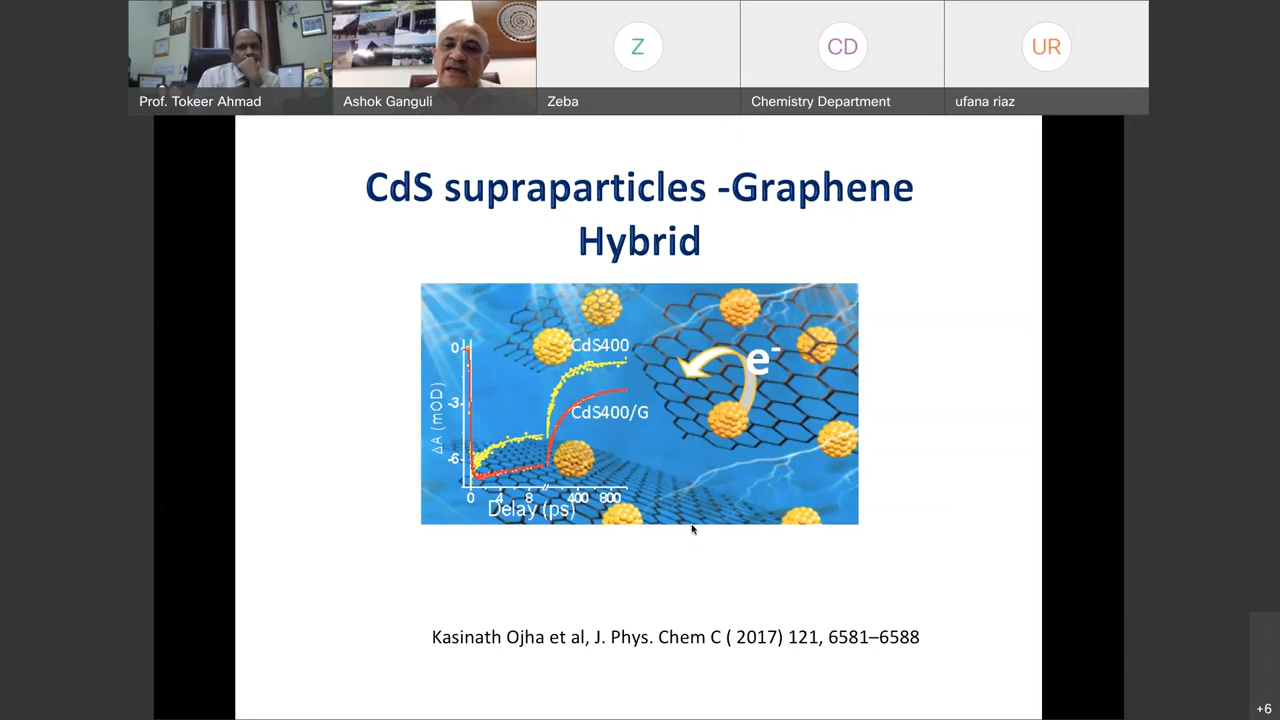 Prof. Tokeer Ahmad
Ashok Ganguli
Z
Zeba
CD
Chemistry Department
UR
ufana riaz
CdS supraparticles -Graphene
Hybrid
0
-3
-6
ΔA (mOD)
CdS400
CdS400/G
e-
0 4 8 400 800
Delay (ps)
Kasinath Ojha et al, J. Phys. Chem C ( 2017) 121, 6581–6588
+6